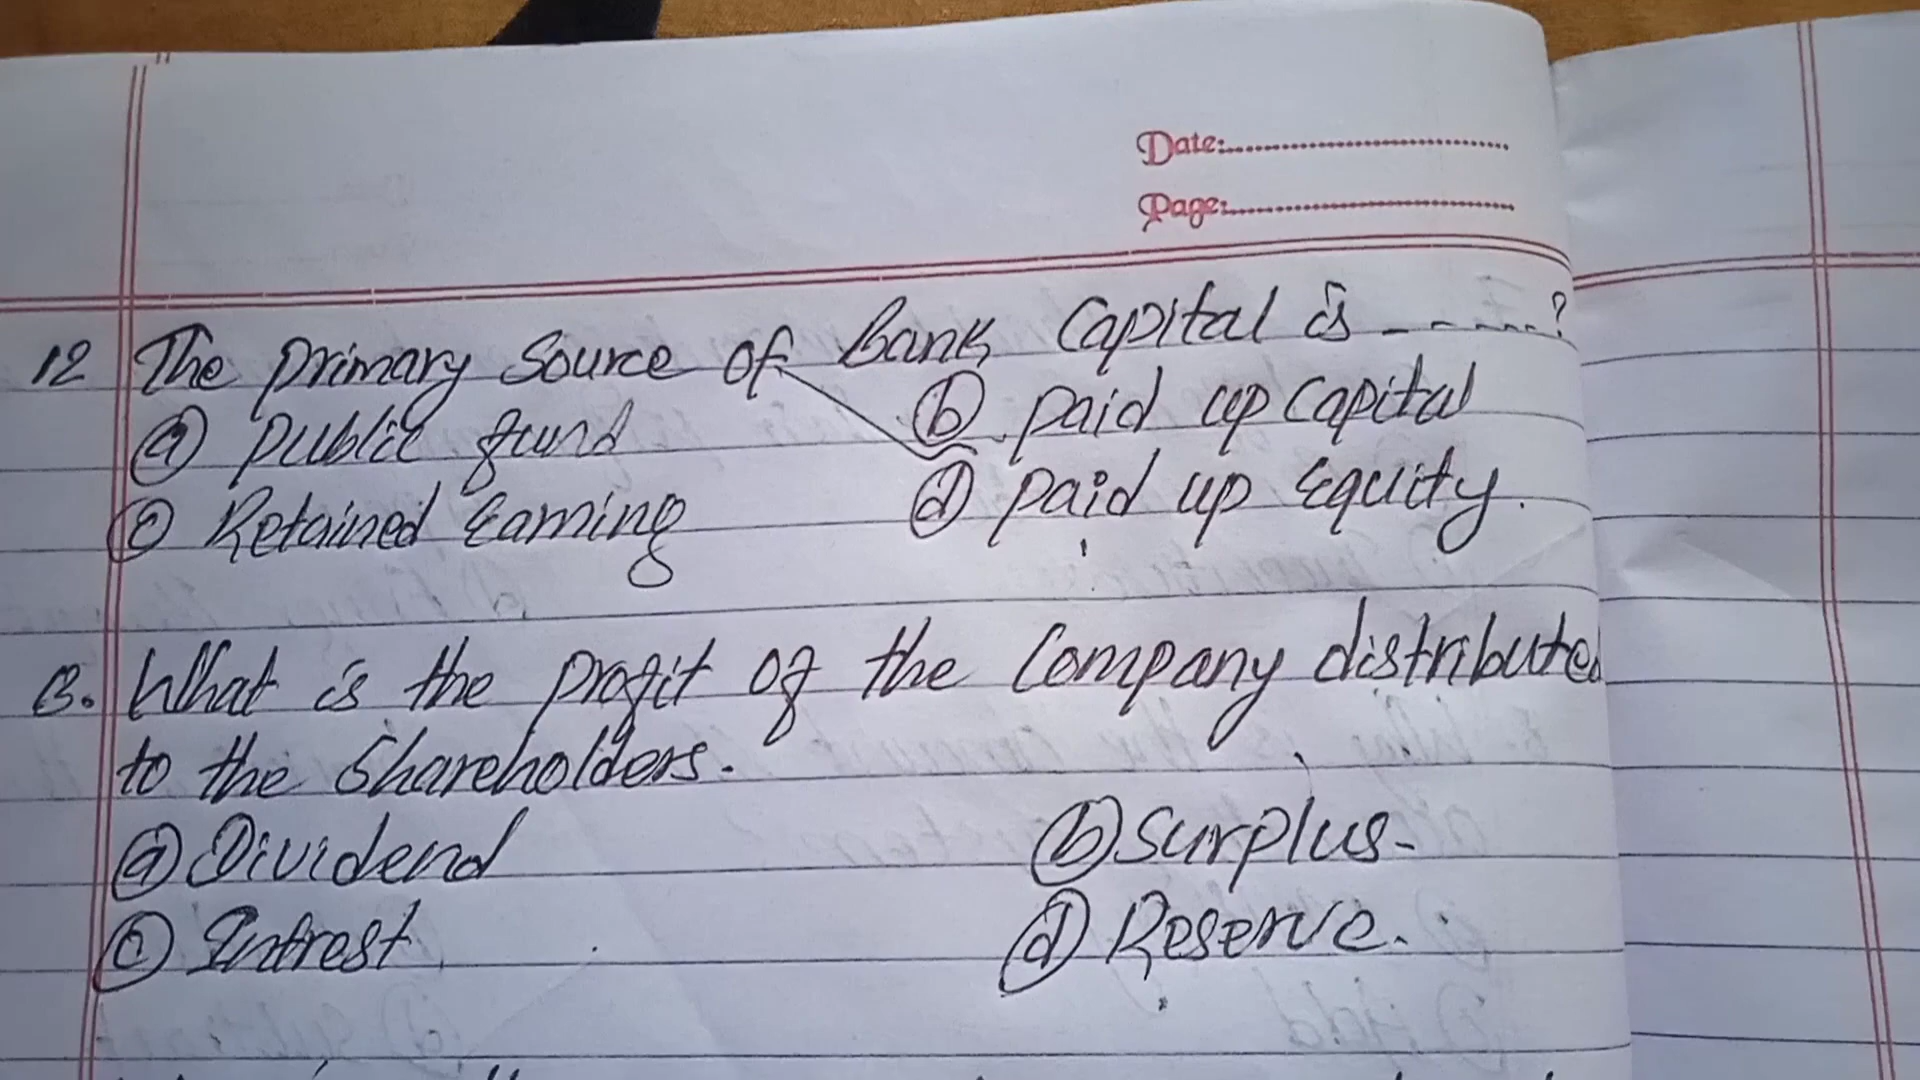 Date:
Page:
12 The primary Source of Bank Capital is -----?
(a) public fund (b) paid up Capital
(c) Retained Earning (d) paid up Equity.
13. What is the profit of the Company distributed
to the Shareholders.
(a) Dividend (b) Surplus-
(c) Intrest (d) Reserve.